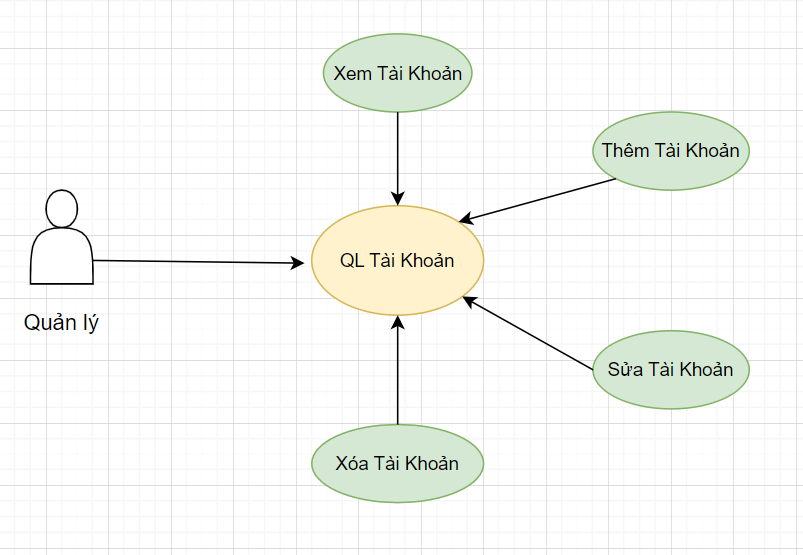 Xem Tài Khoản
Thêm Tài Khoản
QL Tài Khoản
Quản lý
Sửa Tài Khoản
Xóa Tài Khoản